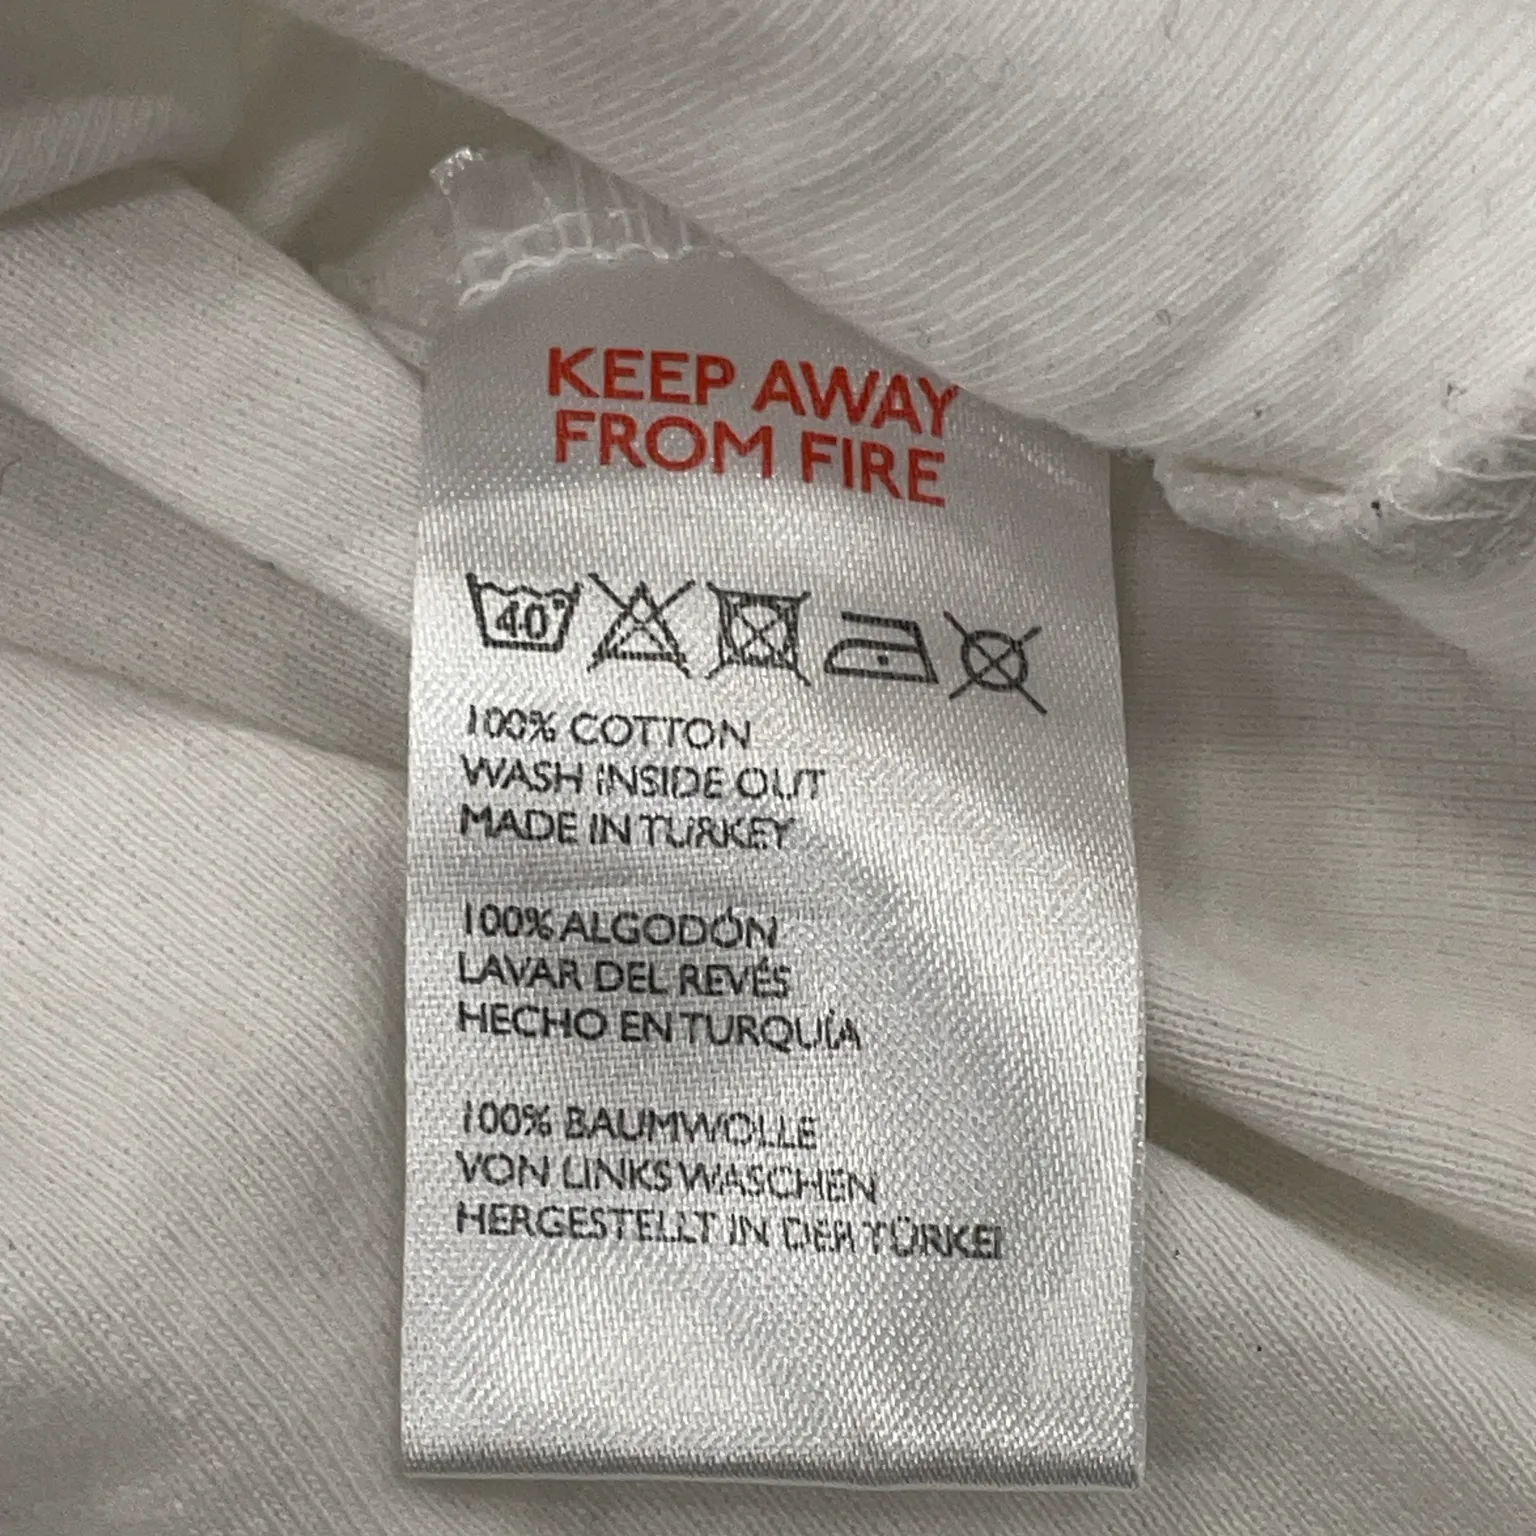 KEEP AWAY
FROM FIRE
40°
100% COTTON
WASH INSIDE OUT
MADE IN TURKEY
100% ALGODÓN
LAVAR DEL REVÉS
HECHO EN TURQUÍA
100% BAUMWOLLE
VON LINKS WASCHEN
HERGESTELLT IN DER TÜRKEI